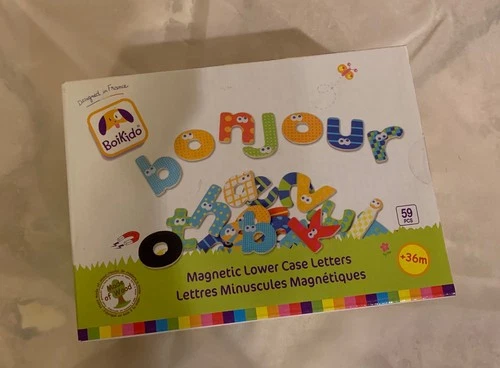 Designed in France
BoiKido
bonjour
59
PCS
+36m
Magnetic Lower Case Letters
Lettres Minuscules Magnétiques